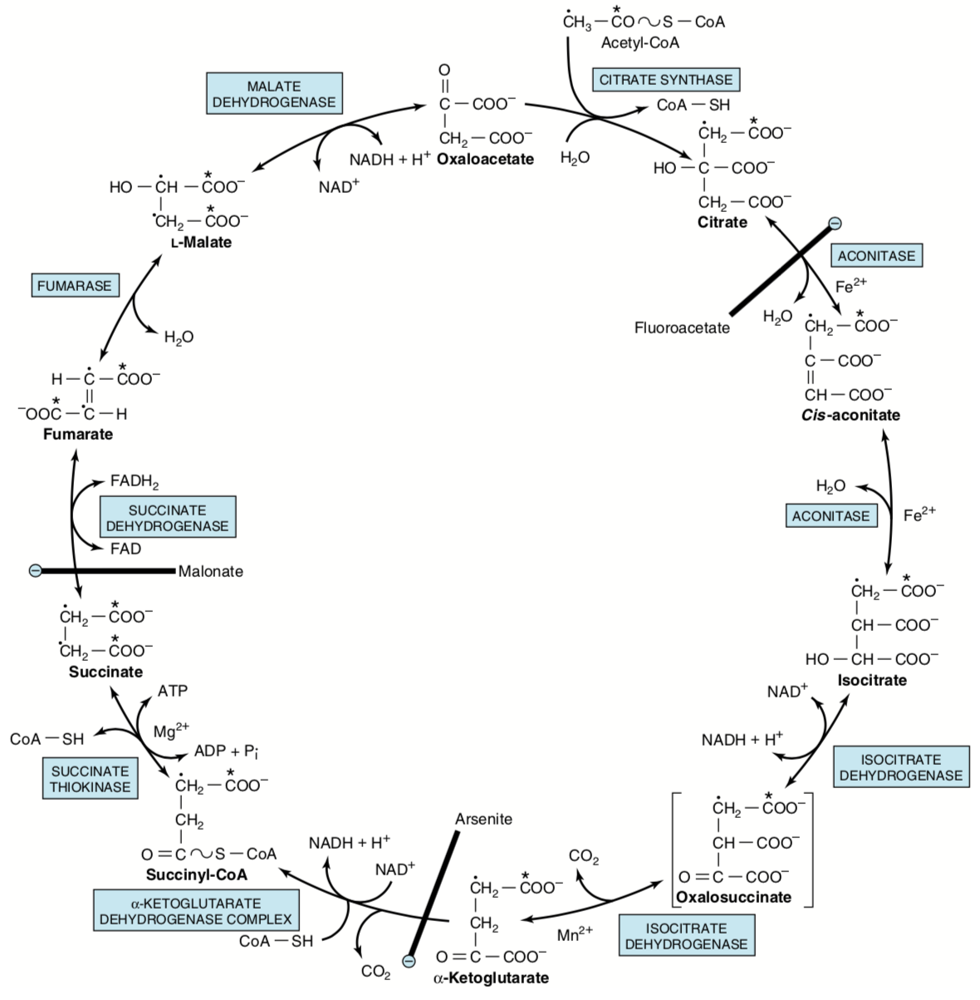 ĊH₃ — C*O ~ S — CoA
Acetyl-CoA
CITRATE SYNTHASE
CoA — SH
H₂O
ĊH₂ — C*OO⁻
HO — C — COO⁻
CH₂ — COO⁻
Citrate
ACONITASE
Fe²⁺
H₂O
Fluoroacetate
ĊH₂ — C*OO⁻
C — COO⁻
CH — COO⁻
Cis-aconitate
H₂O
ACONITASE
Fe²⁺
ĊH₂ — C*OO⁻
CH — COO⁻
HO — CH — COO⁻
Isocitrate
NAD⁺
NADH + H⁺
ISOCITRATE
DEHYDROGENASE
ĊH₂ — C*OO⁻
CH — COO⁻
O = C — COO⁻
Oxalosuccinate
CO₂
Mn²⁺
ISOCITRATE
DEHYDROGENASE
ĊH₂ — C*OO⁻
CH₂
O = C — COO⁻
α-Ketoglutarate
Arsenite
NADH + H⁺
NAD⁺
α-KETOGLUTARATE
DEHYDROGENASE COMPLEX
CoA — SH
CO₂
ĊH₂ — C*OO⁻
CH₂
O = C ~ S — CoA
Succinyl-CoA
ATP
Mg²⁺
CoA — SH
ADP + Pi
SUCCINATE
THIOKINASE
ĊH₂ — C*OO⁻
ĊH₂ — C*OO⁻
Succinate
Malonate
FADH₂
SUCCINATE
DEHYDROGENASE
FAD
H — Ċ — C*OO⁻
⁻OOC* — Ċ — H
Fumarate
FUMARASE
H₂O
HO — ĊH — C*OO⁻
ĊH₂ — C*OO⁻
L-Malate
MALATE
DEHYDROGENASE
NADH + H⁺
NAD⁺
O
C — COO⁻
CH₂ — COO⁻
Oxaloacetate